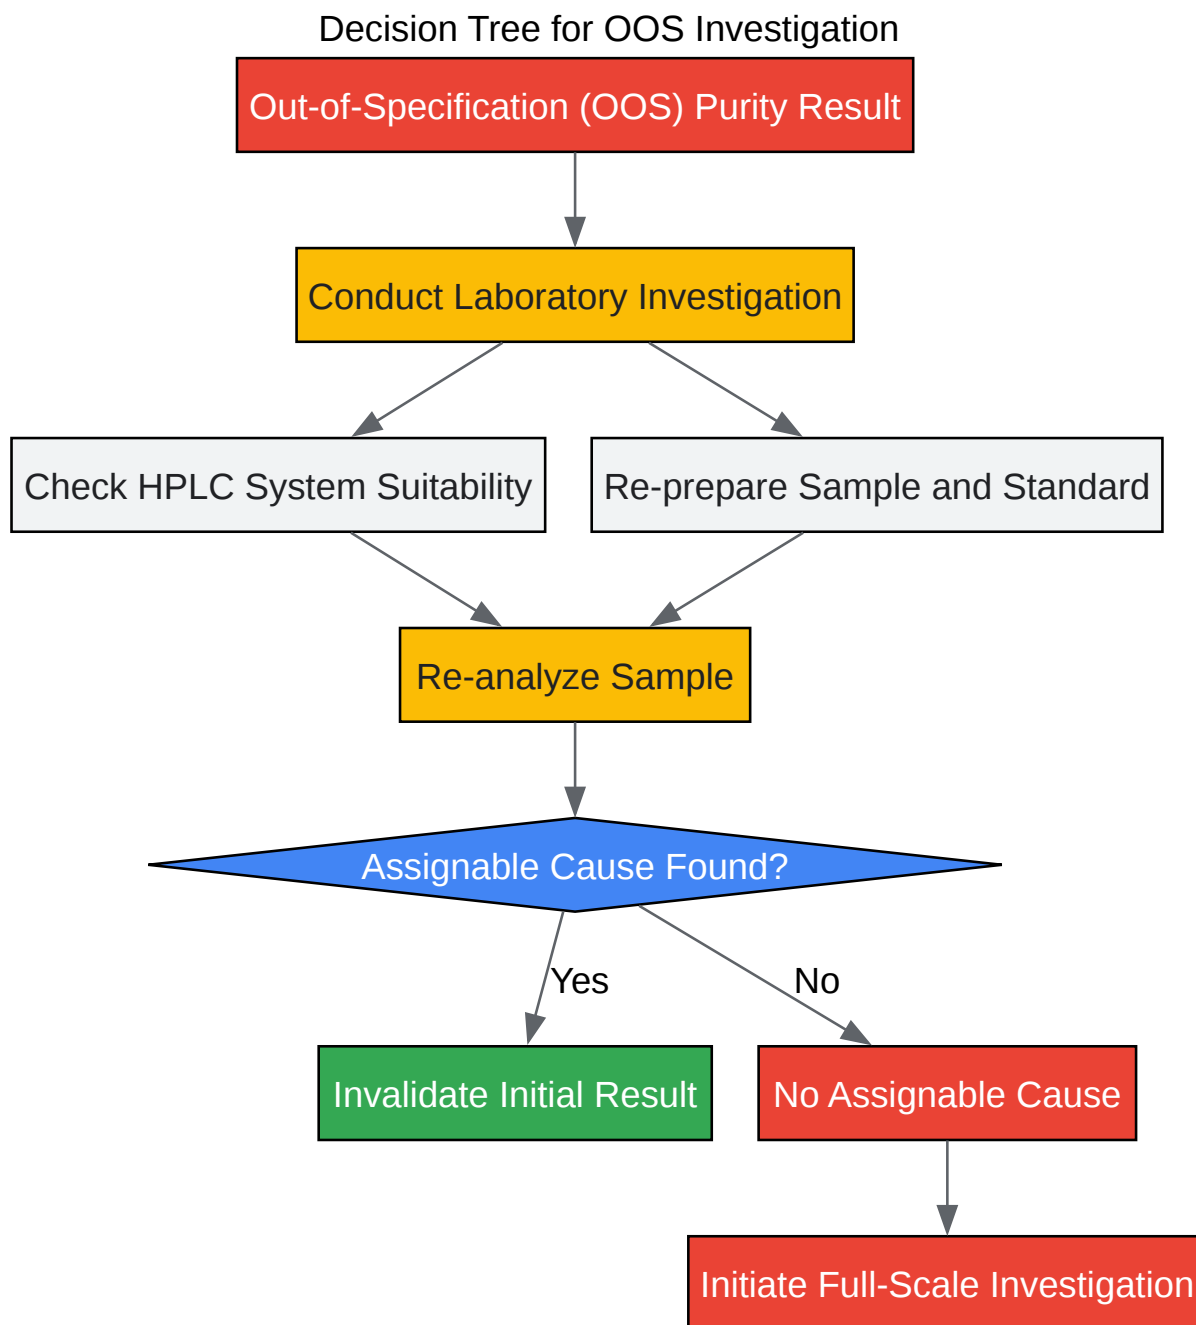 Decision Tree for OOS Investigation
Out-of-Specification (OOS) Purity Result
Conduct Laboratory Investigation
Check HPLC System Suitability
Re-prepare Sample and Standard
Re-analyze Sample
Assignable Cause Found?
Yes
No
Invalidate Initial Result
No Assignable Cause
Initiate Full-Scale Investigation